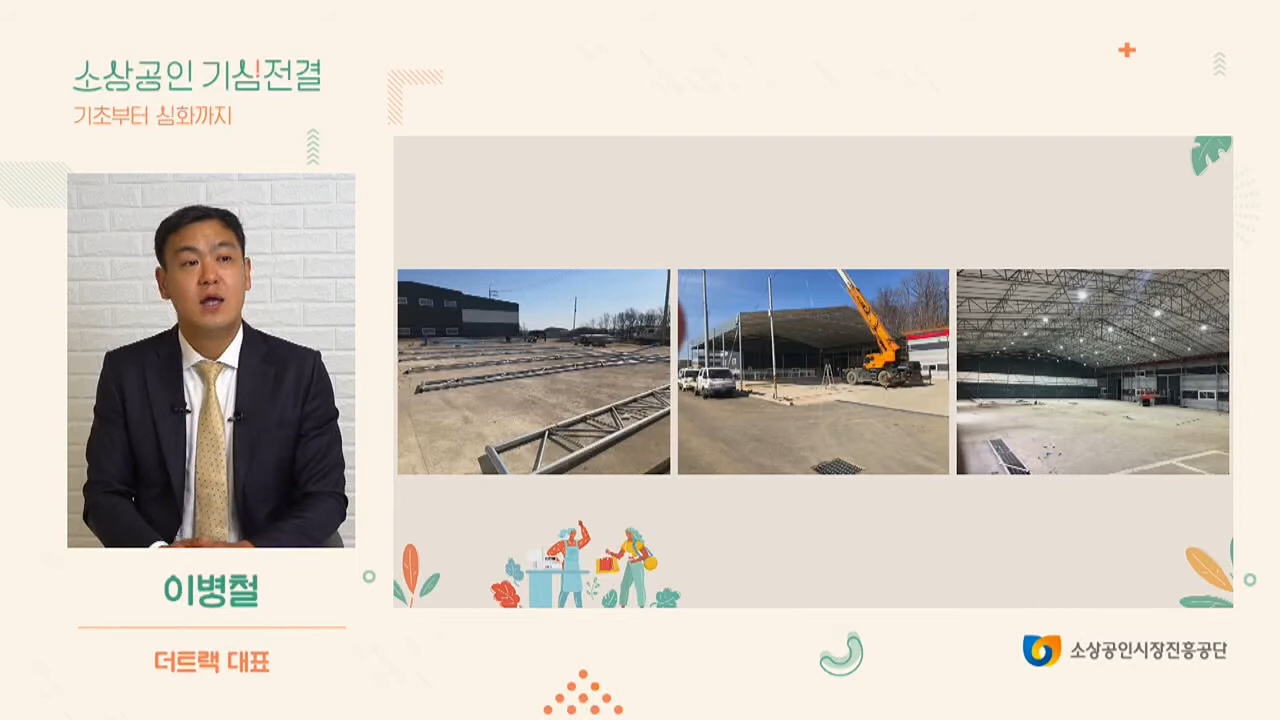 소상공인 기심전결
기초부터 심화까지
이병철
더트랙 대표
소상공인시장진흥공단